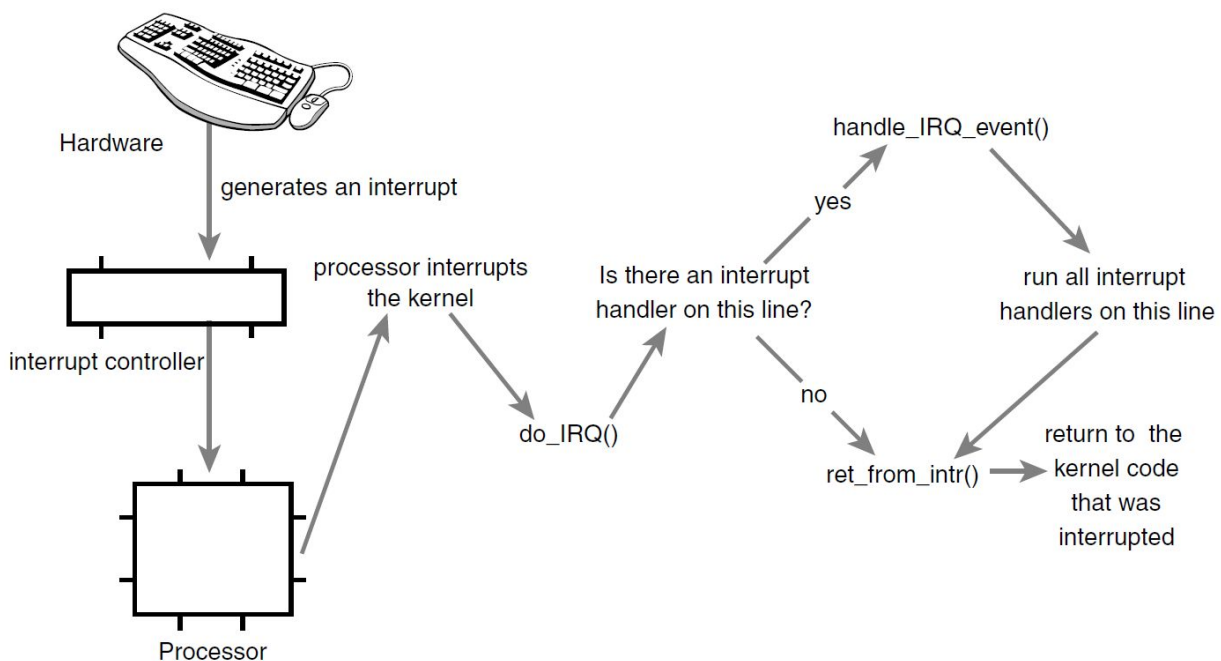 Hardware
generates an interrupt
interrupt controller
Processor
processor interrupts
the kernel
do_IRQ()
Is there an interrupt
handler on this line?
yes
no
handle_IRQ_event()
run all interrupt
handlers on this line
ret_from_intr()
return to the
kernel code
that was
interrupted